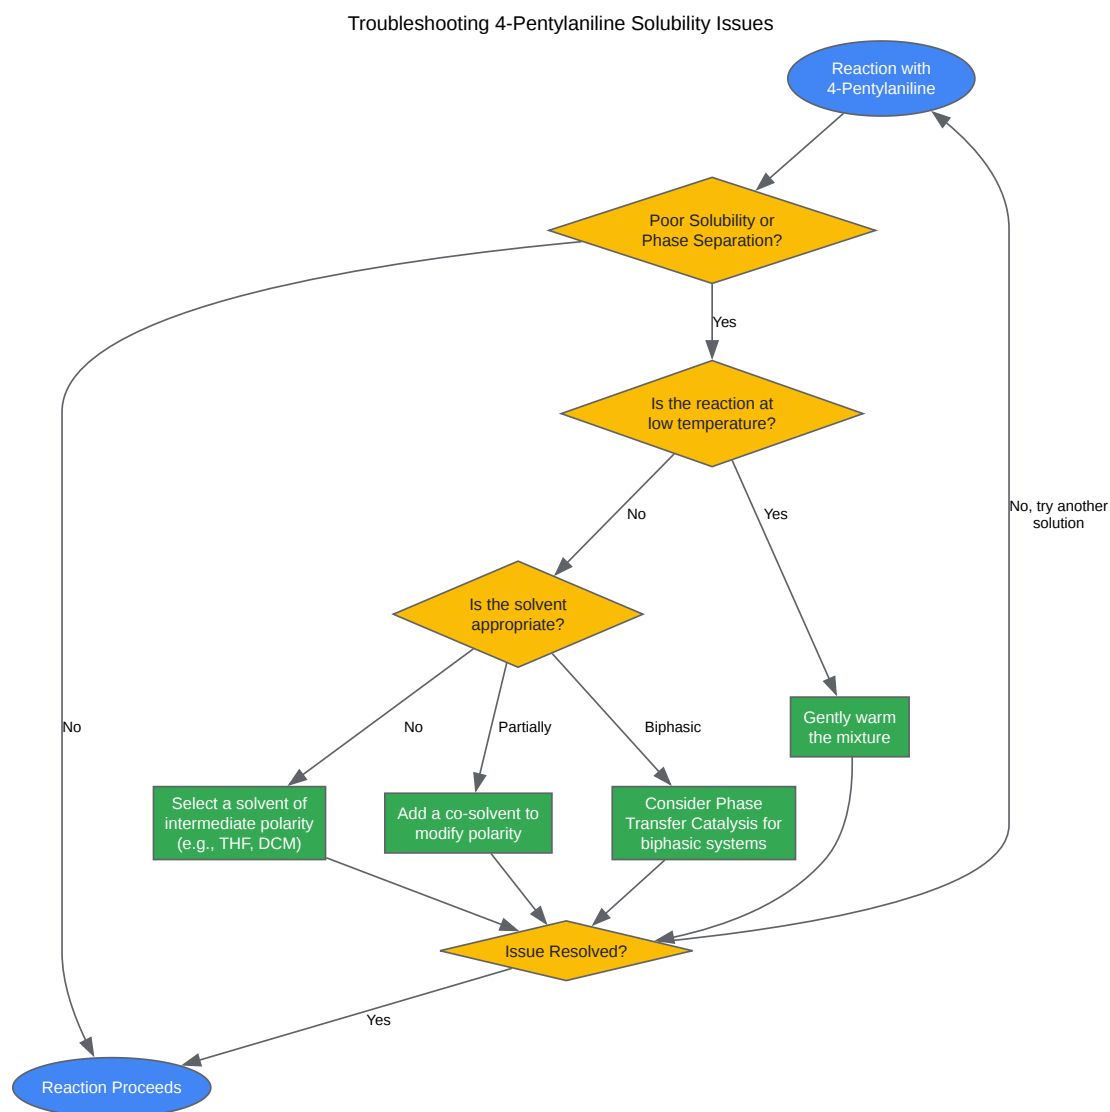 Troubleshooting 4-Pentylaniline Solubility Issues
Reaction with
4-Pentylaniline
Poor Solubility or
Phase Separation?
Yes
Is the reaction at
low temperature?
No
Yes
No, try another
solution
Is the solvent
appropriate?
No
No
Partially
Biphasic
Gently warm
the mixture
Select a solvent of
intermediate polarity
(e.g., THF, DCM)
Add a co-solvent to
modify polarity
Consider Phase
Transfer Catalysis for
biphasic systems
Issue Resolved?
Yes
Reaction Proceeds